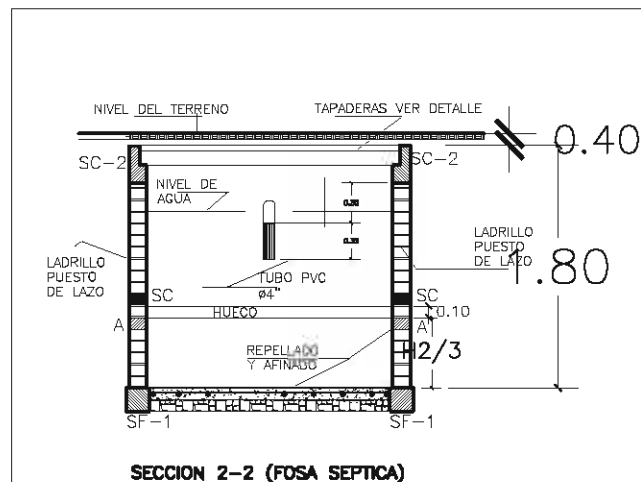 NIVEL DEL TERRENO
TAPADERAS VER DETALLE
0.40
SC-2
SC-2
NIVEL DE
AGUA
LADRILLO
PUESTO
DE LAZO
LADRILLO
PUESTO
DE LAZO
1.80
TUBO PVC
Ø4"
SC
SC
HUECO
0.10
A
A'
REPELLADO
Y AFINADO
H2/3
SF-1
SF-1
SECCION 2-2 (FOSA SEPTICA)